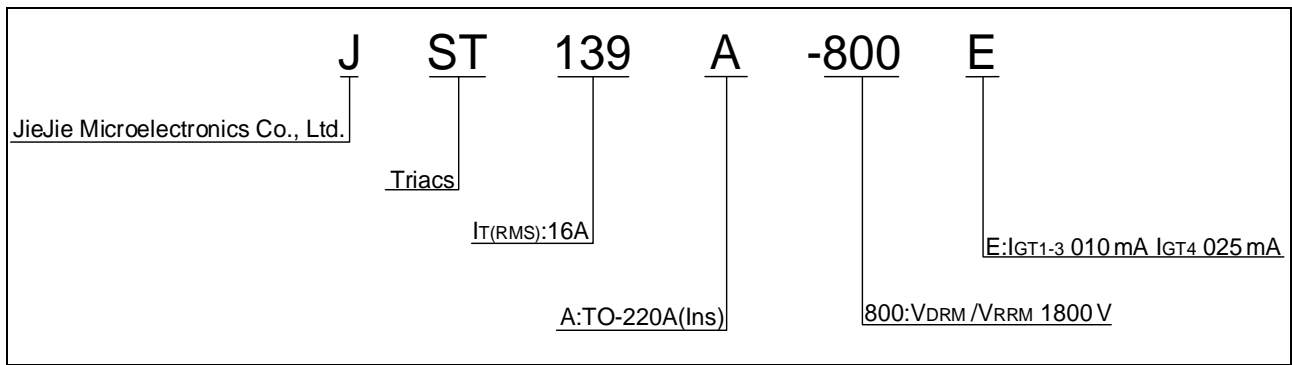 J ST 139 A -800 E
JieJie Microelectronics Co., Ltd.
Triacs
IT(RMS):16A
E:IGT1-3 010 mA IGT4 025 mA
A:TO-220A(Ins)
800:VDRM /VRRM 1800 V